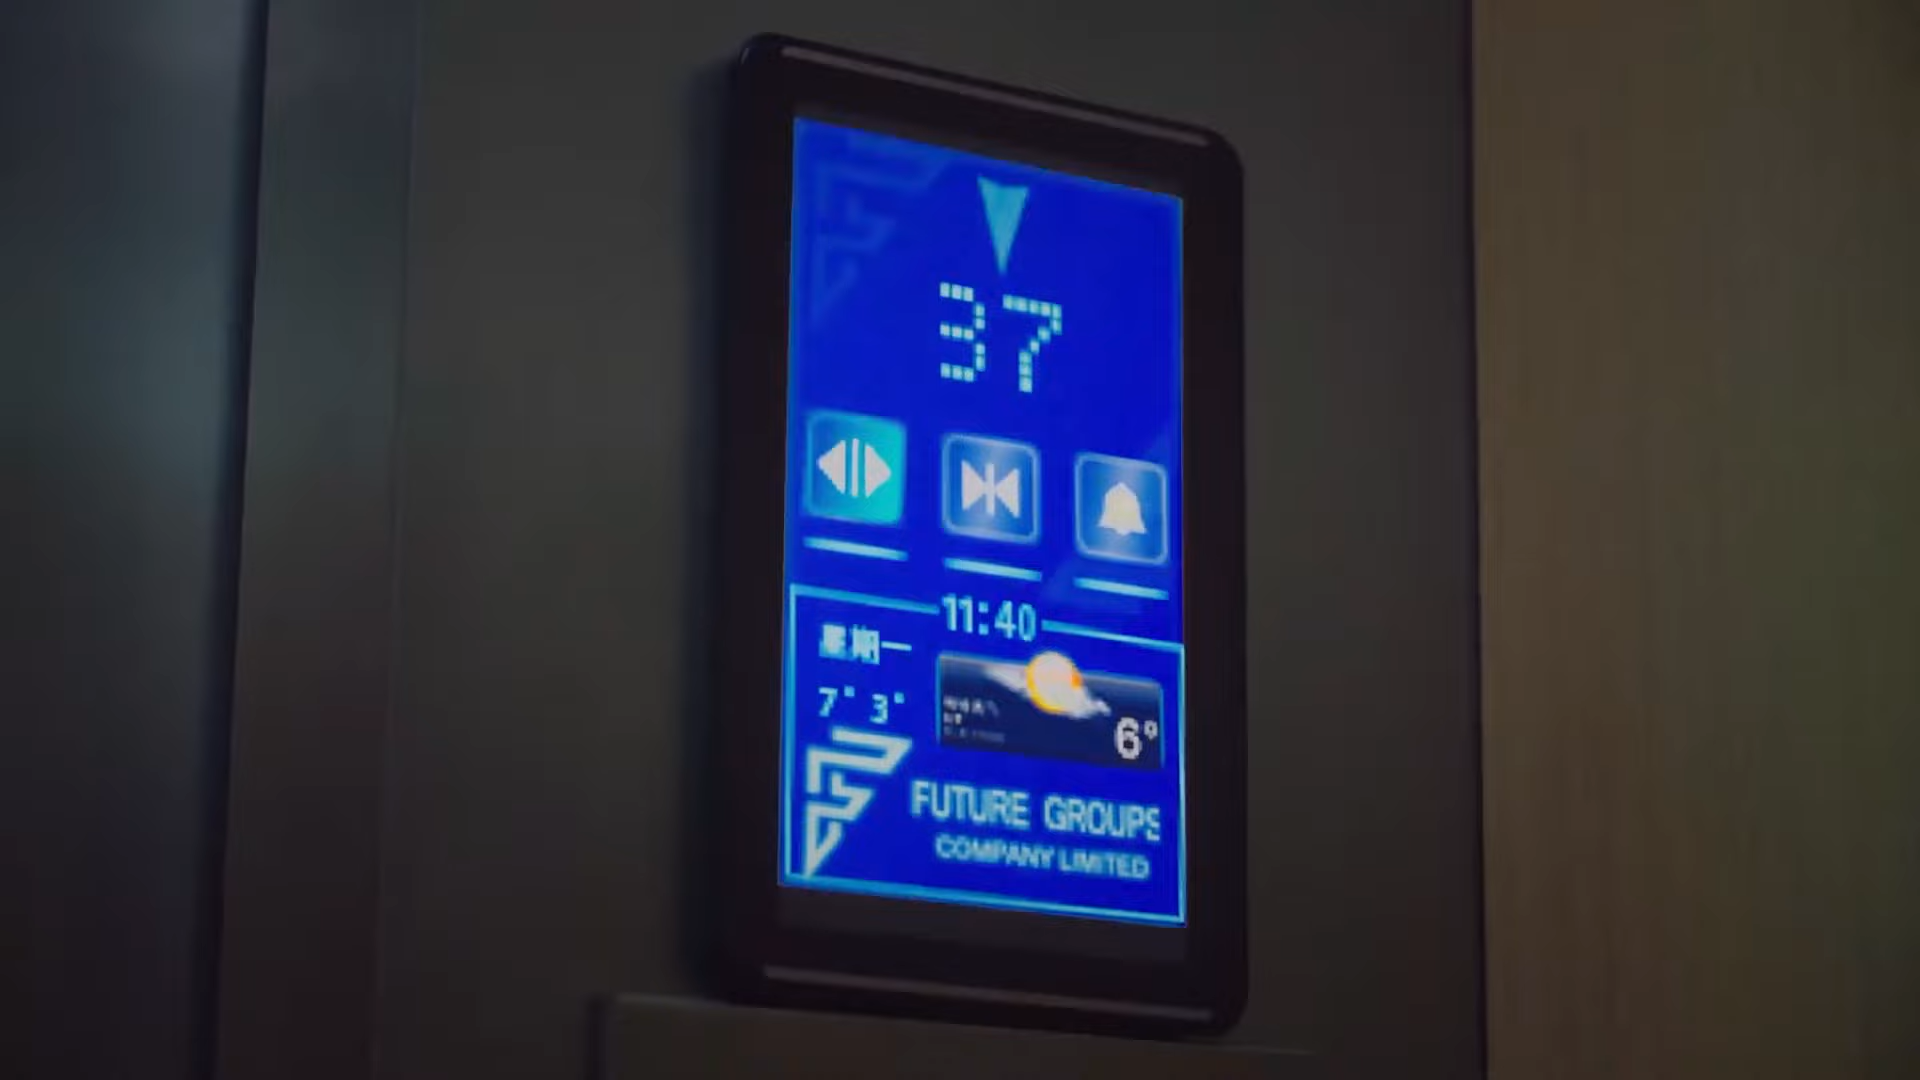 37
11:40
星期一
7° 3°
6°
FUTURE GROUPS
COMPANY LIMITED